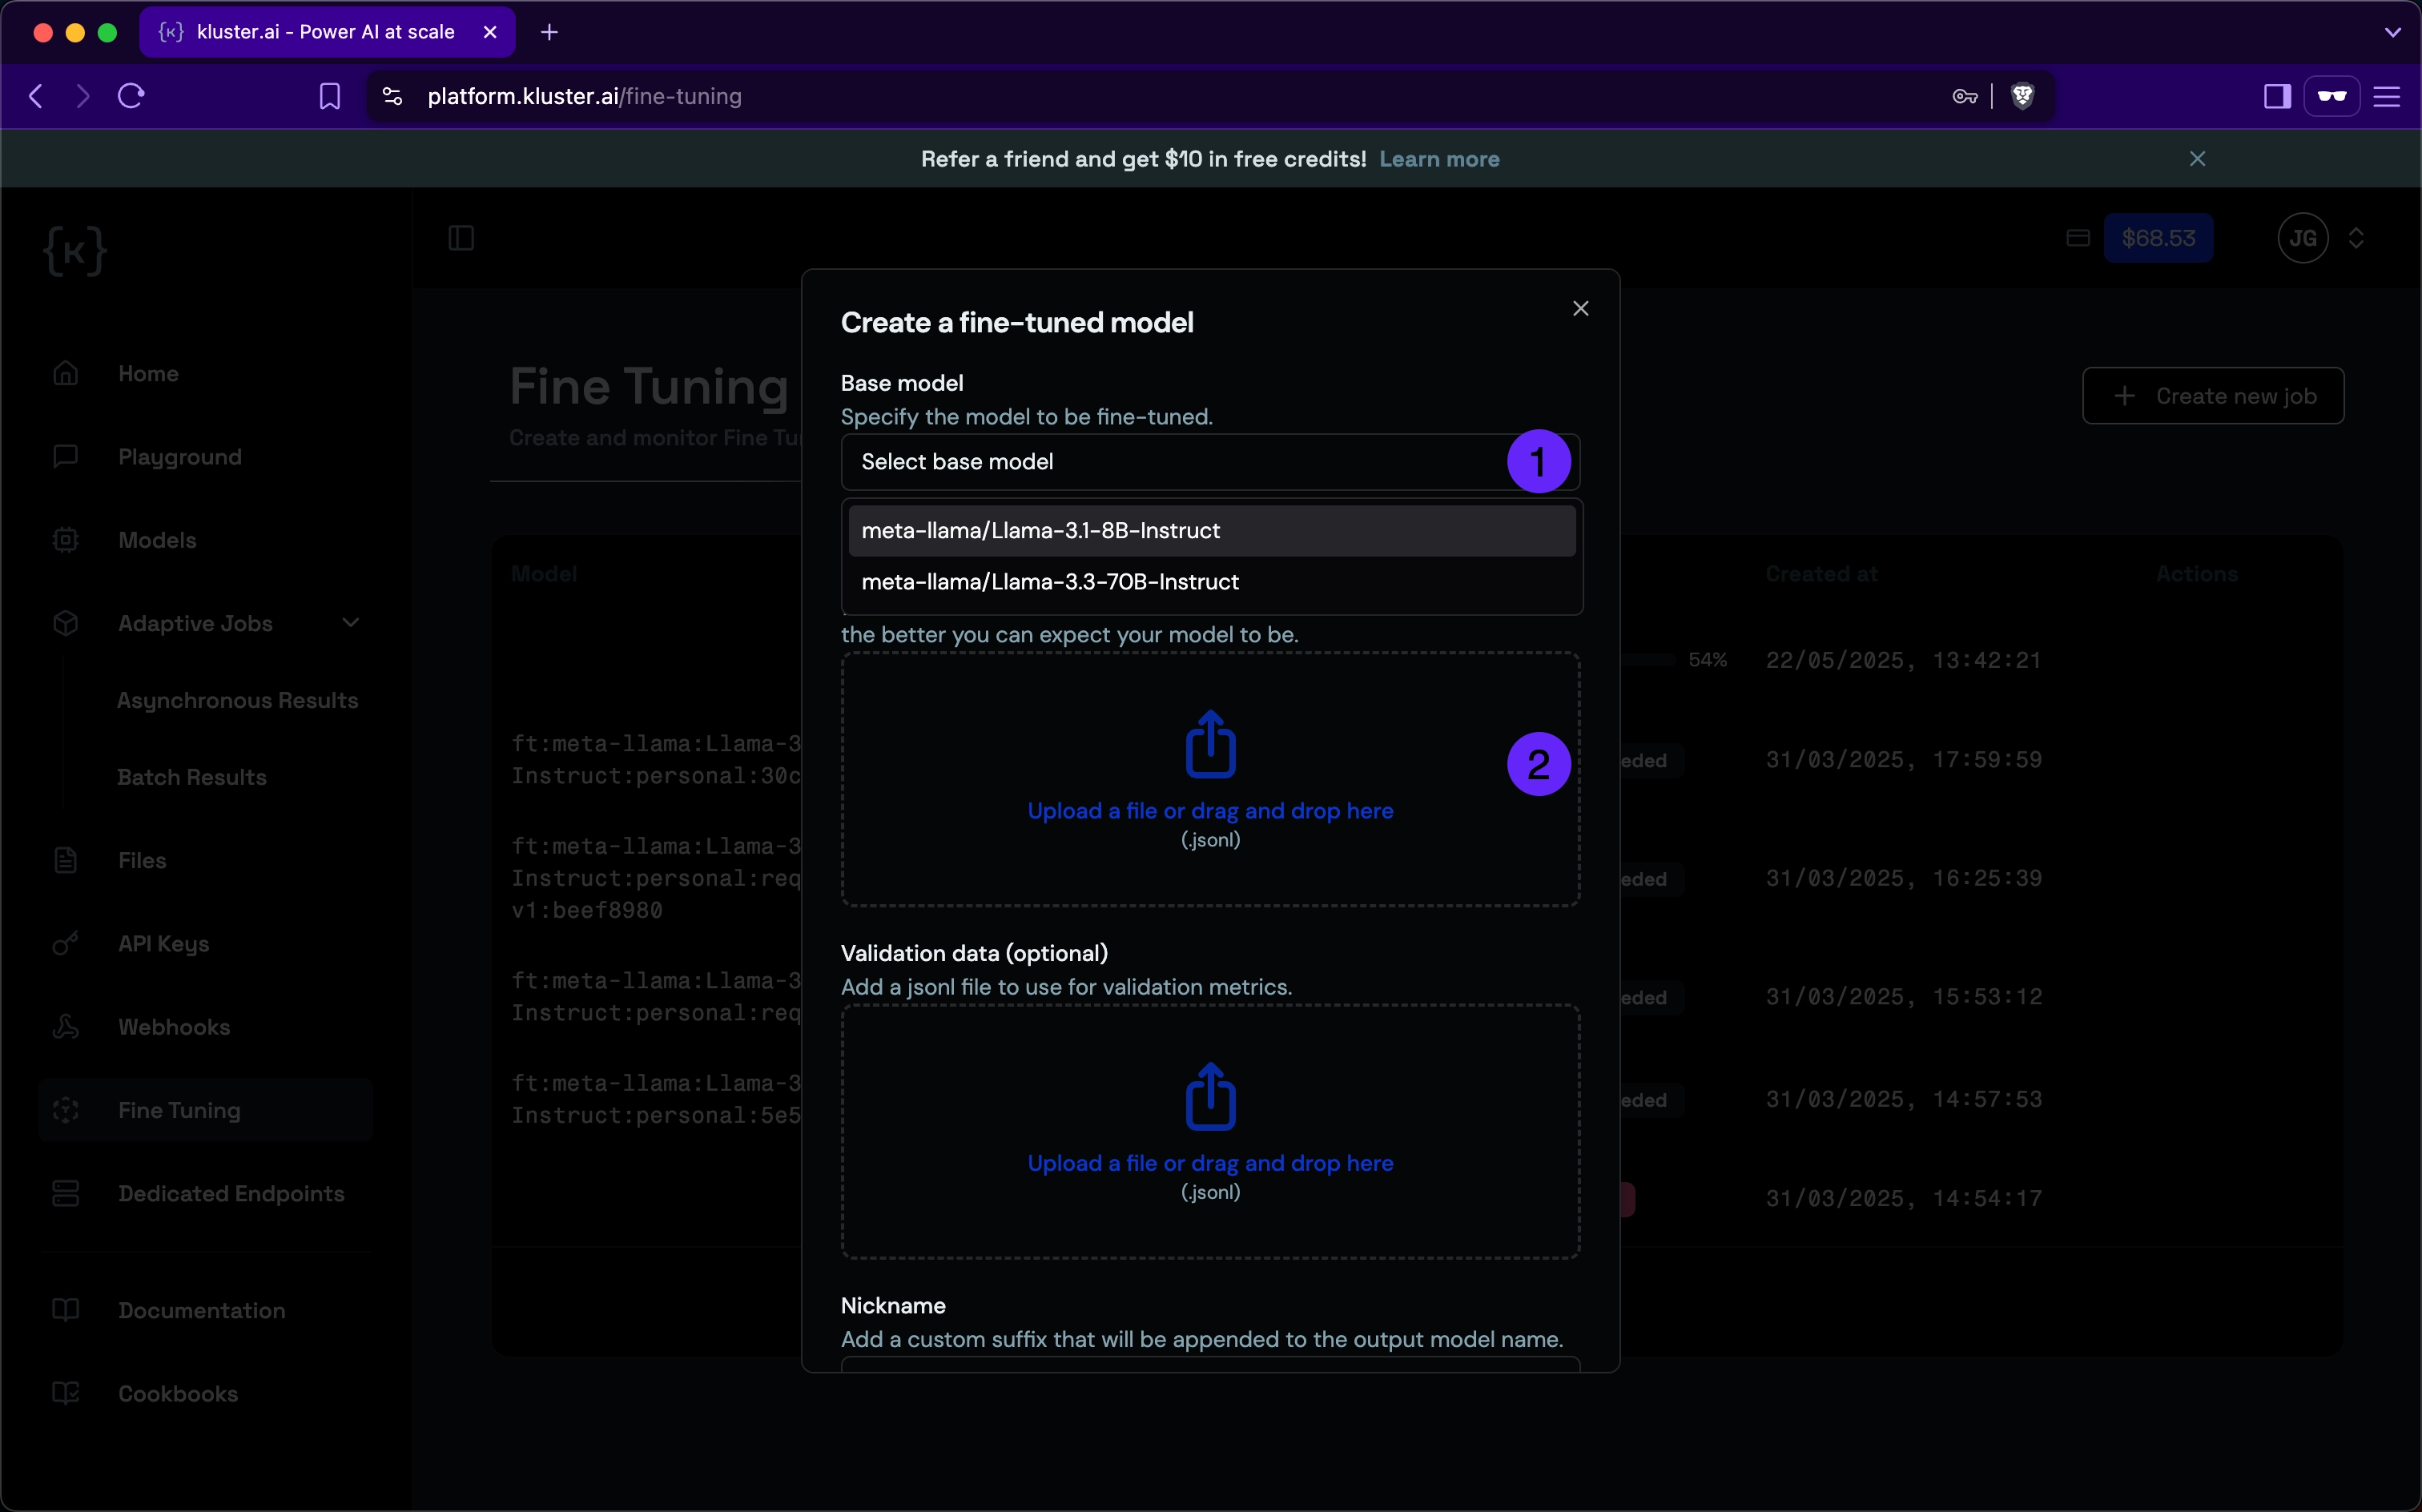 {K} kluster.ai - Power AI at scale
platform.kluster.ai/fine-tuning
Refer a friend and get $10 in free credits! Learn more
{K}
$68.53
JG
Home
Playground
Models
Adaptive Jobs
Asynchronous Results
Batch Results
Files
API Keys
Webhooks
Fine Tuning
Dedicated Endpoints
Documentation
Cookbooks
Fine Tuning
Create and monitor Fine Tu
Create new job
Model
Created at
Actions
54%
22/05/2025, 13:42:21
ft:meta-llama:Llama-3
Instruct:personal:30c
eded
31/03/2025, 17:59:59
ft:meta-llama:Llama-3
Instruct:personal:req
v1:beef8980
eded
31/03/2025, 16:25:39
ft:meta-llama:Llama-3
Instruct:personal:req
eded
31/03/2025, 15:53:12
ft:meta-llama:Llama-3
Instruct:personal:5e5
eded
31/03/2025, 14:57:53
31/03/2025, 14:54:17
Create a fine-tuned model
Base model
Specify the model to be fine-tuned.
Select base model
1
meta-llama/Llama-3.1-8B-Instruct
meta-llama/Llama-3.3-70B-Instruct
the better you can expect your model to be.
2
Upload a file or drag and drop here
(.jsonl)
Validation data (optional)
Add a jsonl file to use for validation metrics.
Upload a file or drag and drop here
(.jsonl)
Nickname
Add a custom suffix that will be appended to the output model name.